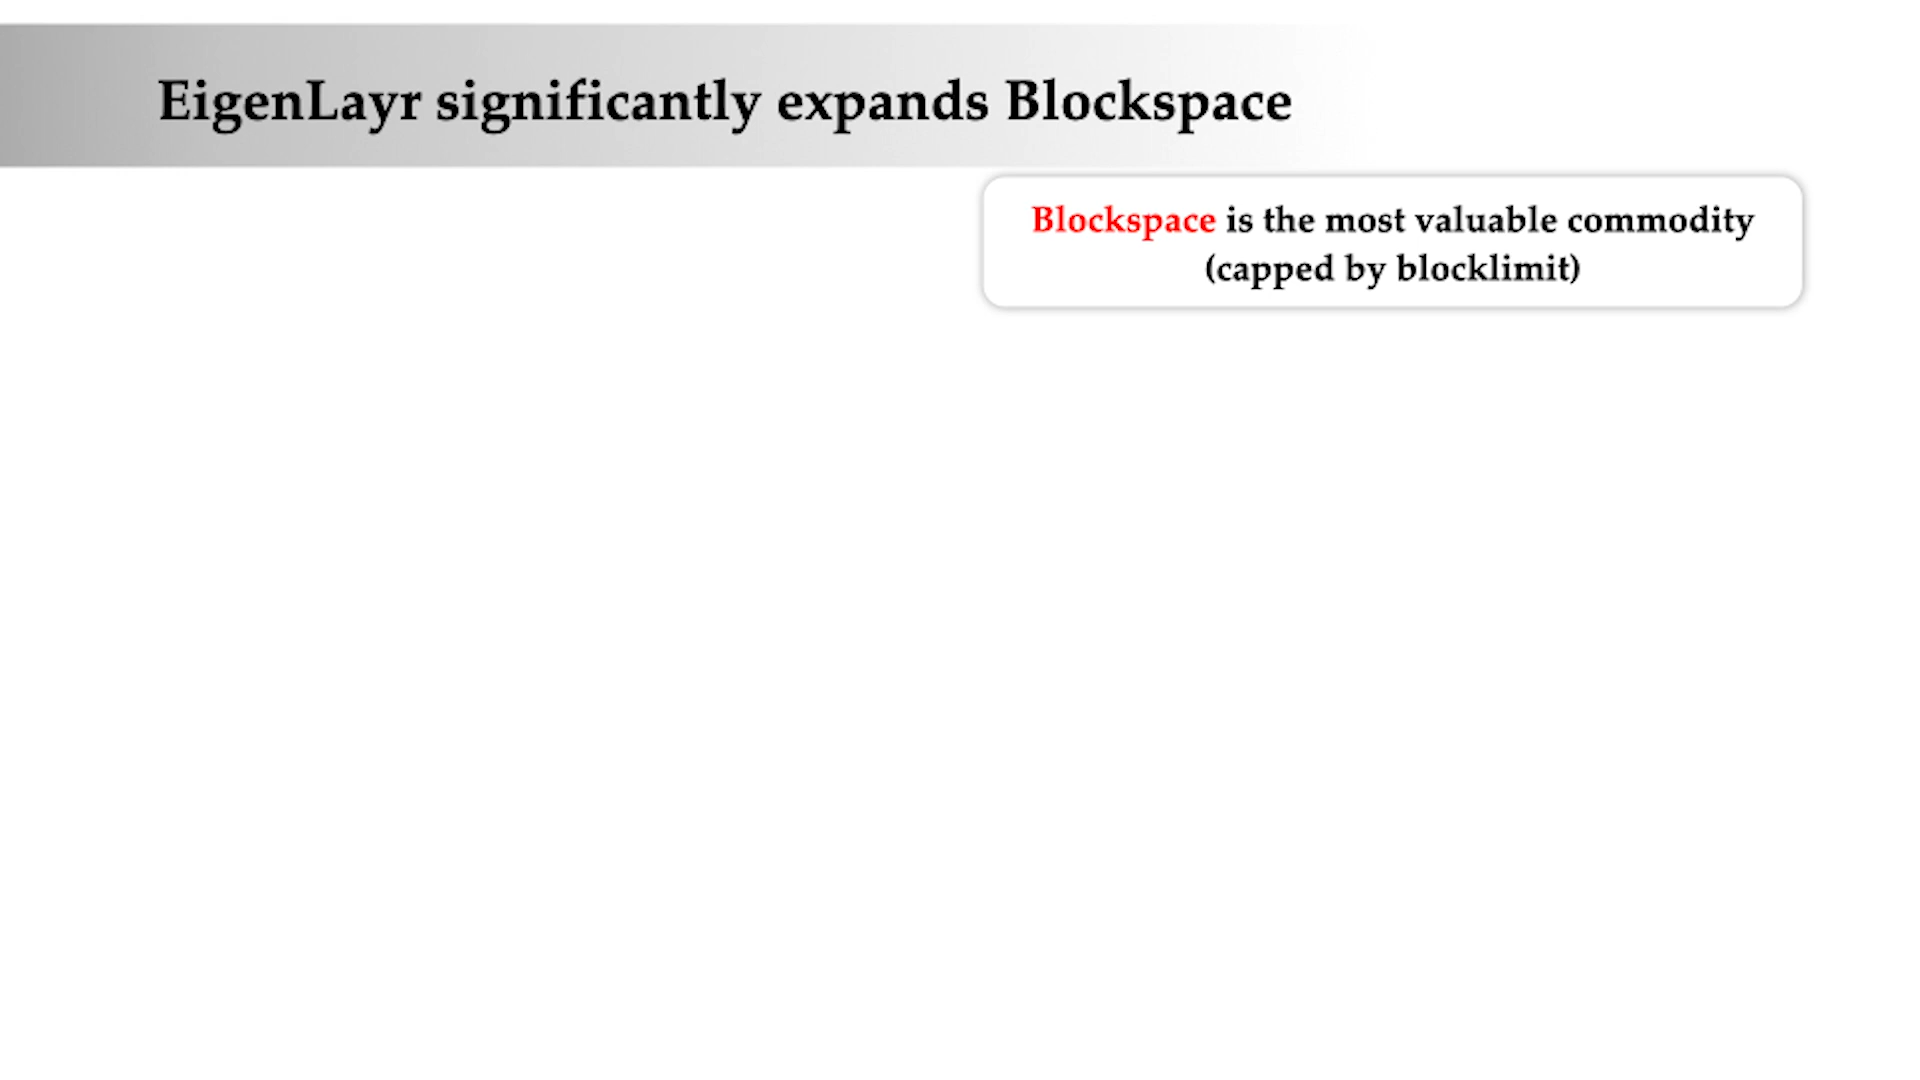 EigenLayr significantly expands Blockspace
Blockspace is the most valuable commodity
(capped by blocklimit)